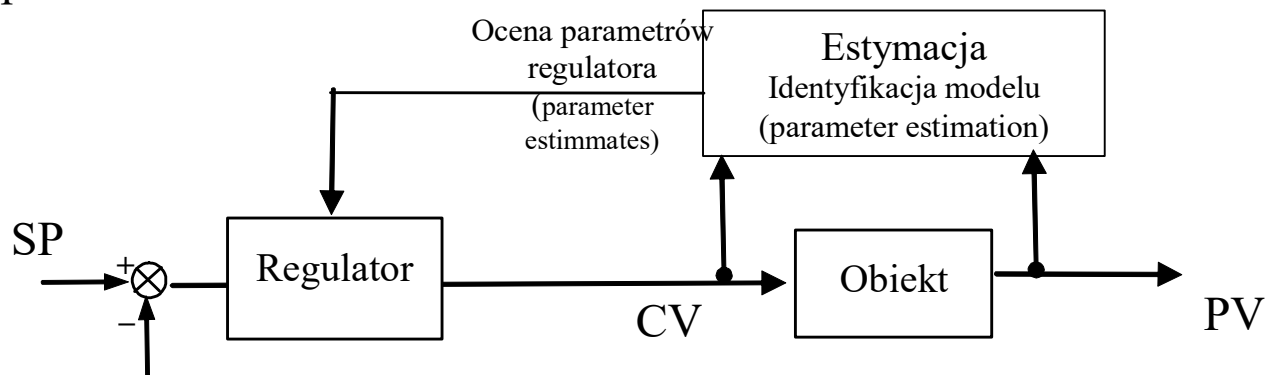 Ocena parametrów
regulatora
(parameter
estimmates)
Estymacja
Identyfikacja modelu
(parameter estimation)
SP
+
−
Regulator
CV
Obiekt
PV